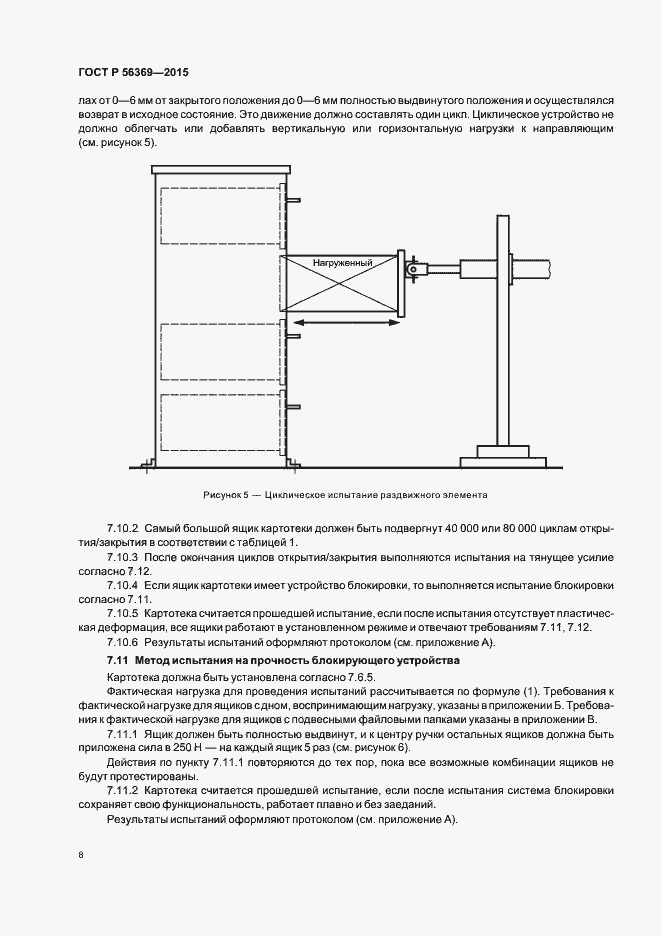 ГОСТ Р 56369—2015
лах от 0—6 мм от закрытого положения до 0—6 мм полностью выдвинутого положения и осуществлялся
возврат в исходное состояние. Это движение должно составлять один цикл. Циклическое устройство не
должно облегчать или добавлять вертикальную или горизонтальную нагрузки к направляющим
(см. рисунок 5).
Нагруженный
Рисунок 5 — Циклическое испытание раздвижного элемента
7.10.2 Самый большой ящик картотеки должен быть подвергнут 40 000 или 80 000 циклам откры-
тия/закрытия в соответствии с таблицей 1.
7.10.3 После окончания циклов открытия/закрытия выполняются испытания на тянущее усилие
согласно 7.12.
7.10.4 Если ящик картотеки имеет устройство блокировки, то выполняется испытание блокировки
согласно 7.11.
7.10.5 Картотека считается прошедшей испытание, если после испытания отсутствует пластичес-
кая деформация, все ящики работают в установленном режиме и отвечают требованиям 7.11, 7.12.
7.10.6 Результаты испытаний оформляют протоколом (см. приложение А).
7.11 Метод испытания на прочность блокирующего устройства
Картотека должна быть установлена согласно 7.6.5.
Фактическая нагрузка для проведения испытаний рассчитывается по формуле (1). Требования к
фактической нагрузке для ящиков с дном, воспринимающим нагрузку, указаны в приложении Б. Требова-
ния к фактической нагрузке для ящиков с подвесными файловыми папками указаны в приложении В.
7.11.1 Ящик должен быть полностью выдвинут, и к центру ручки остальных ящиков должна быть
приложена сила в 250 Н — на каждый ящик 5 раз (см. рисунок 6).
Действия по пункту 7.11.1 повторяются до тех пор, пока все возможные комбинации ящиков не
будут протестированы.
7.11.2 Картотека считается прошедшей испытание, если после испытания система блокировки
сохраняет свою функциональность, работает плавно и без заеданий.
Результаты испытаний оформляют протоколом (см. приложение А).
8